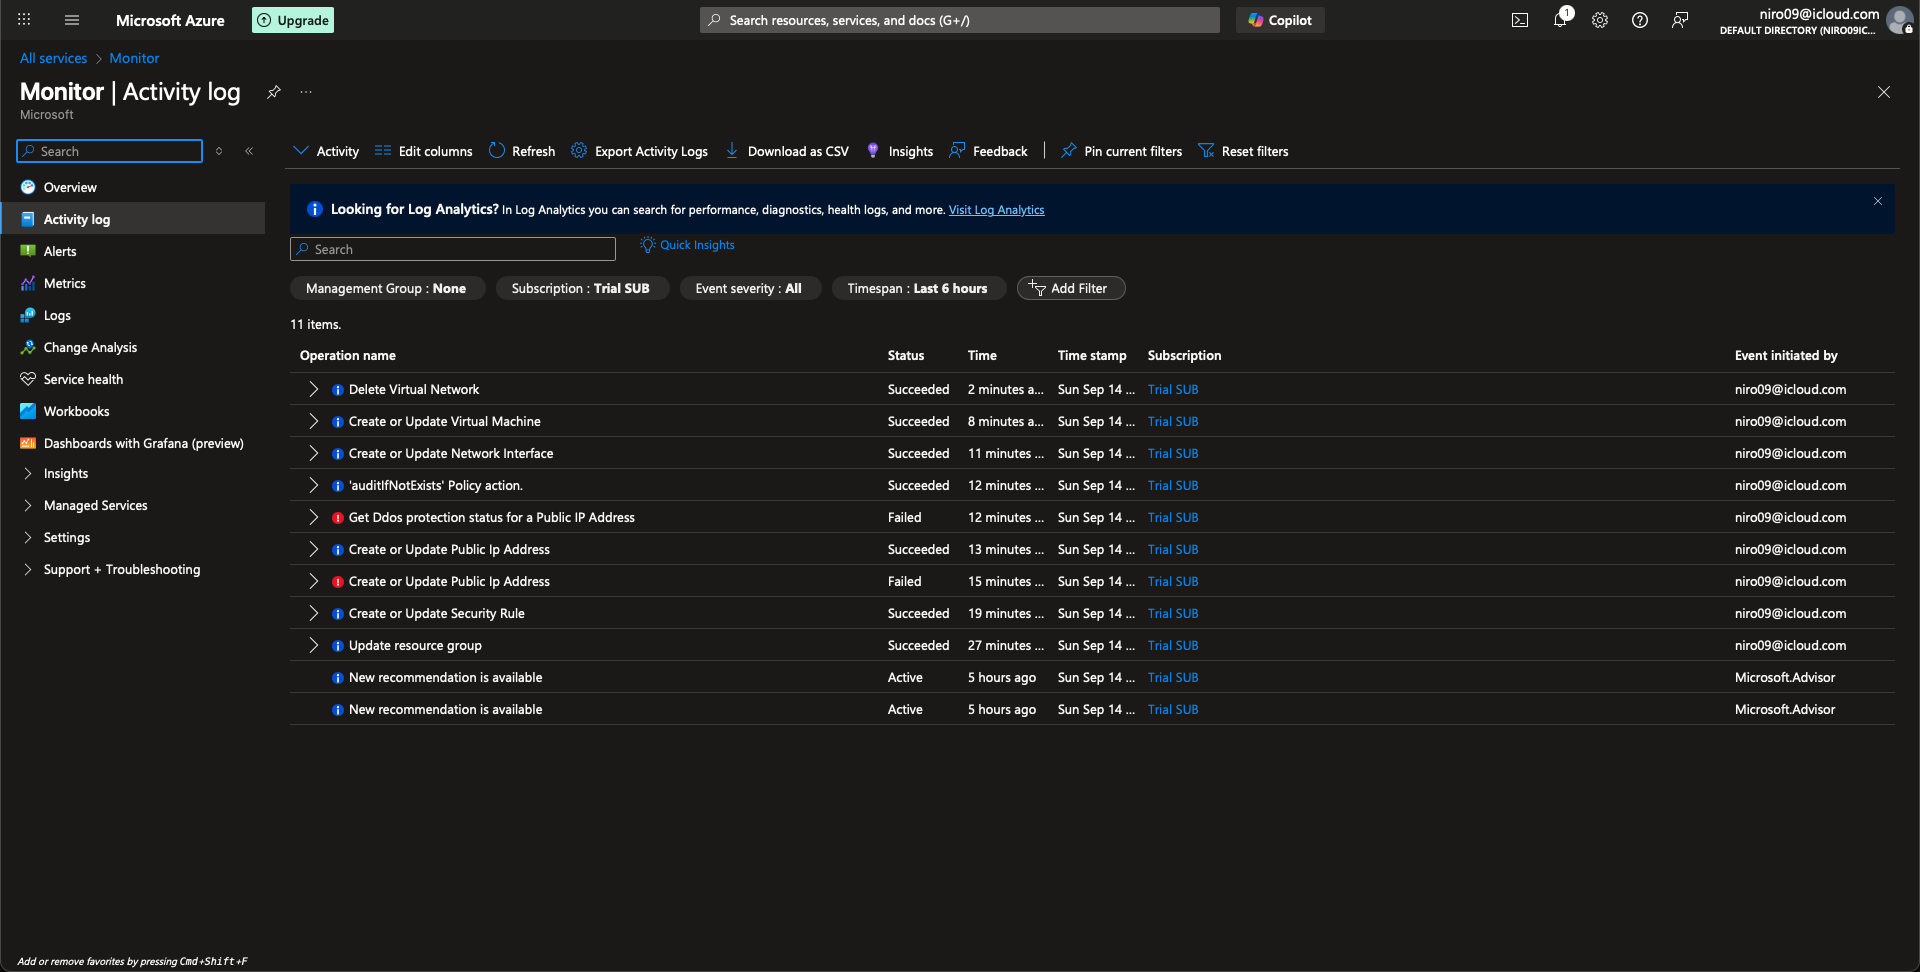 Microsoft Azure
Upgrade
Search resources, services, and docs (G+/)
Copilot
1
niro09@icloud.com
DEFAULT DIRECTORY (NIRO09IC...
All services > Monitor
Monitor | Activity log
...
Microsoft
Search
Overview
Activity log
Alerts
Metrics
Logs
Change Analysis
Service health
Workbooks
Dashboards with Grafana (preview)
Insights
Managed Services
Settings
Support + Troubleshooting
Activity Edit columns Refresh Export Activity Logs Download as CSV Insights Feedback | Pin current filters Reset filters
Looking for Log Analytics? In Log Analytics you can search for performance, diagnostics, health logs, and more. Visit Log Analytics
Search
Quick Insights
Management Group : None Subscription : Trial SUB Event severity : All Timespan : Last 6 hours Add Filter
11 items.
Operation name Status Time Time stamp Subscription Event initiated by
Delete Virtual Network Succeeded 2 minutes a... Sun Sep 14 ... Trial SUB niro09@icloud.com
Create or Update Virtual Machine Succeeded 8 minutes a... Sun Sep 14 ... Trial SUB niro09@icloud.com
Create or Update Network Interface Succeeded 11 minutes ... Sun Sep 14 ... Trial SUB niro09@icloud.com
'auditIfNotExists' Policy action. Succeeded 12 minutes ... Sun Sep 14 ... Trial SUB niro09@icloud.com
Get Ddos protection status for a Public IP Address Failed 12 minutes ... Sun Sep 14 ... Trial SUB niro09@icloud.com
Create or Update Public Ip Address Succeeded 13 minutes ... Sun Sep 14 ... Trial SUB niro09@icloud.com
Create or Update Public Ip Address Failed 15 minutes ... Sun Sep 14 ... Trial SUB niro09@icloud.com
Create or Update Security Rule Succeeded 19 minutes ... Sun Sep 14 ... Trial SUB niro09@icloud.com
Update resource group Succeeded 27 minutes ... Sun Sep 14 ... Trial SUB niro09@icloud.com
New recommendation is available Active 5 hours ago Sun Sep 14 ... Trial SUB Microsoft.Advisor
New recommendation is available Active 5 hours ago Sun Sep 14 ... Trial SUB Microsoft.Advisor
Add or remove favorites by pressing Cmd+Shift+F